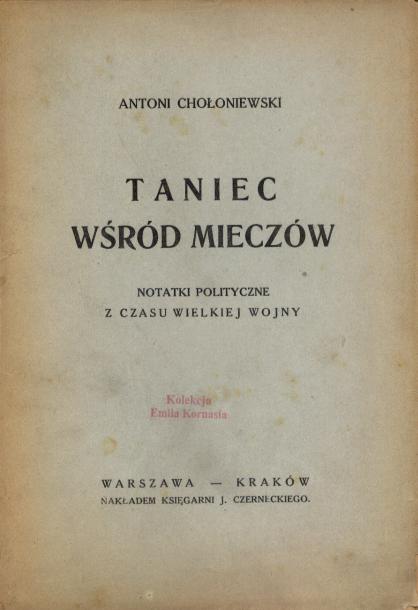 ANTONI CHOŁONIEWSKI
TANIEC
WŚRÓD MIECZÓW
NOTATKI POLITYCZNE
Z CZASU WIELKIEJ WOJNY
Kolekcja
Emila Kornasia
WARSZAWA — KRAKÓW
NAKŁADEM KSIĘGARNI J. CZERNECKIEGO.